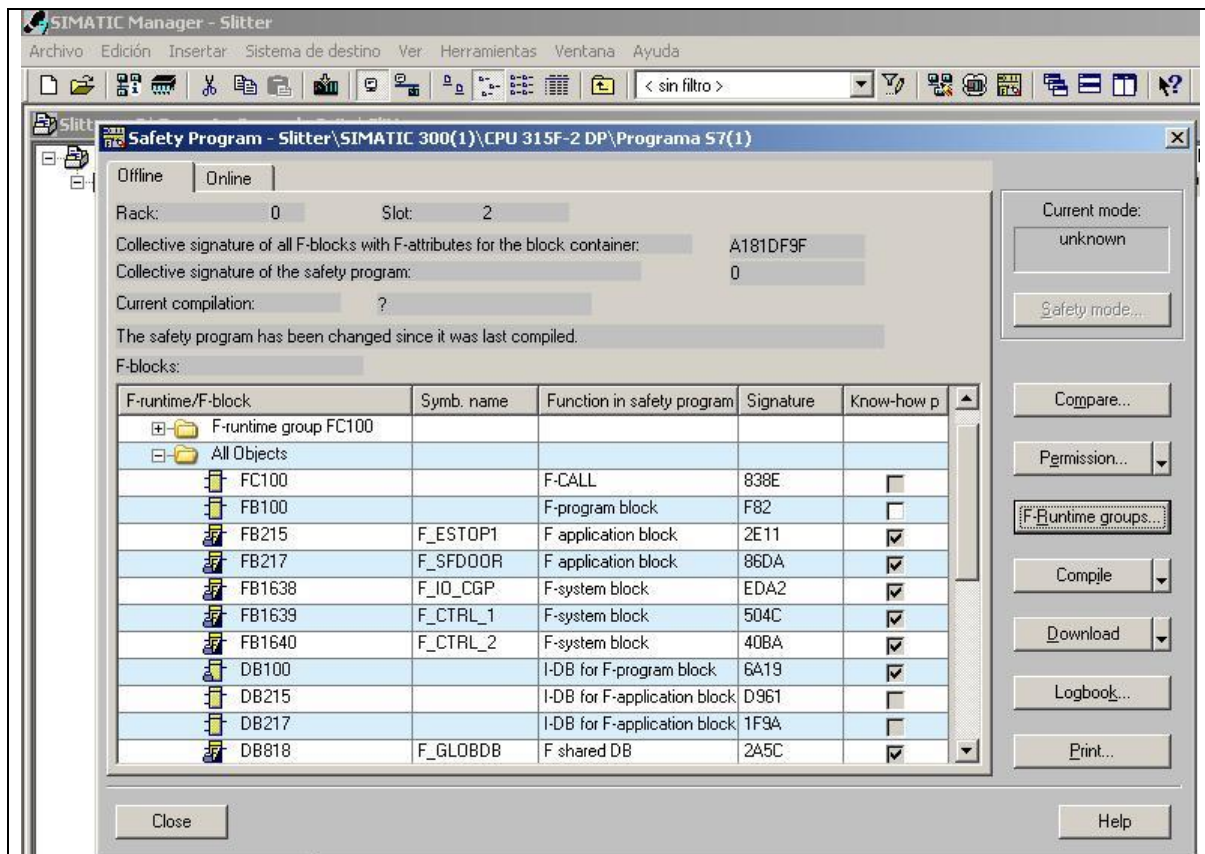 SIMATIC Manager - Slitter
Archivo Edición Insertar Sistema de destino Ver Herramientas Ventana Ayuda
< sin filtro >
Safety Program - Slitter\SIMATIC 300(1)\CPU 315F-2 DP\Programa S7(1)
Offline Online
Rack: 0 Slot: 2
Collective signature of all F-blocks with F-attributes for the block container: A181DF9F
Collective signature of the safety program: 0
Current compilation: ?
The safety program has been changed since it was last compiled.
F-blocks:
Current mode:
unknown
Safety mode...
F-runtime/F-block Symb. name Function in safety program Signature Know-how p
F-runtime group FC100
All Objects
FC100 F-CALL 838E
FB100 F-program block F82
FB215 F_ESTOP1 F application block 2E11
FB217 F_SFDOOR F application block 86DA
FB1638 F_IO_CGP F-system block EDA2
FB1639 F_CTRL_1 F-system block 504C
FB1640 F_CTRL_2 F-system block 40BA
DB100 I-DB for F-program block 6A19
DB215 I-DB for F-application block D961
DB217 I-DB for F-application block 1F9A
DB818 F_GLOBDB F shared DB 2A5C
Compare...
Permission...
F-Runtime groups...
Compile
Download
Logbook...
Print...
Close Help